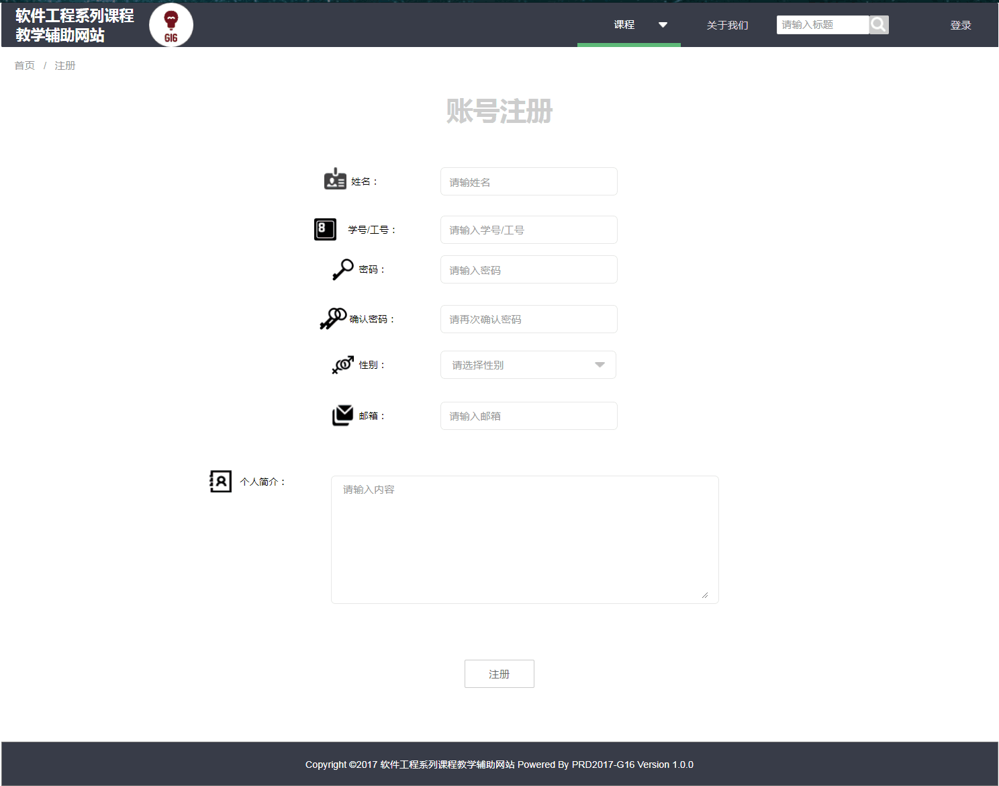 软件工程系列课程
教学辅助网站
G16
课程
关于我们
请输入标题
登录
首页 / 注册
账号注册
姓名：
请输姓名
8
学号/工号：
请输入学号/工号
密码：
请输入密码
确认密码：
请再次确认密码
性别：
请选择性别
邮箱：
请输入邮箱
个人简介：
请输入内容
注册
Copyright ©2017 软件工程系列课程教学辅助网站 Powered By PRD2017-G16 Version 1.0.0